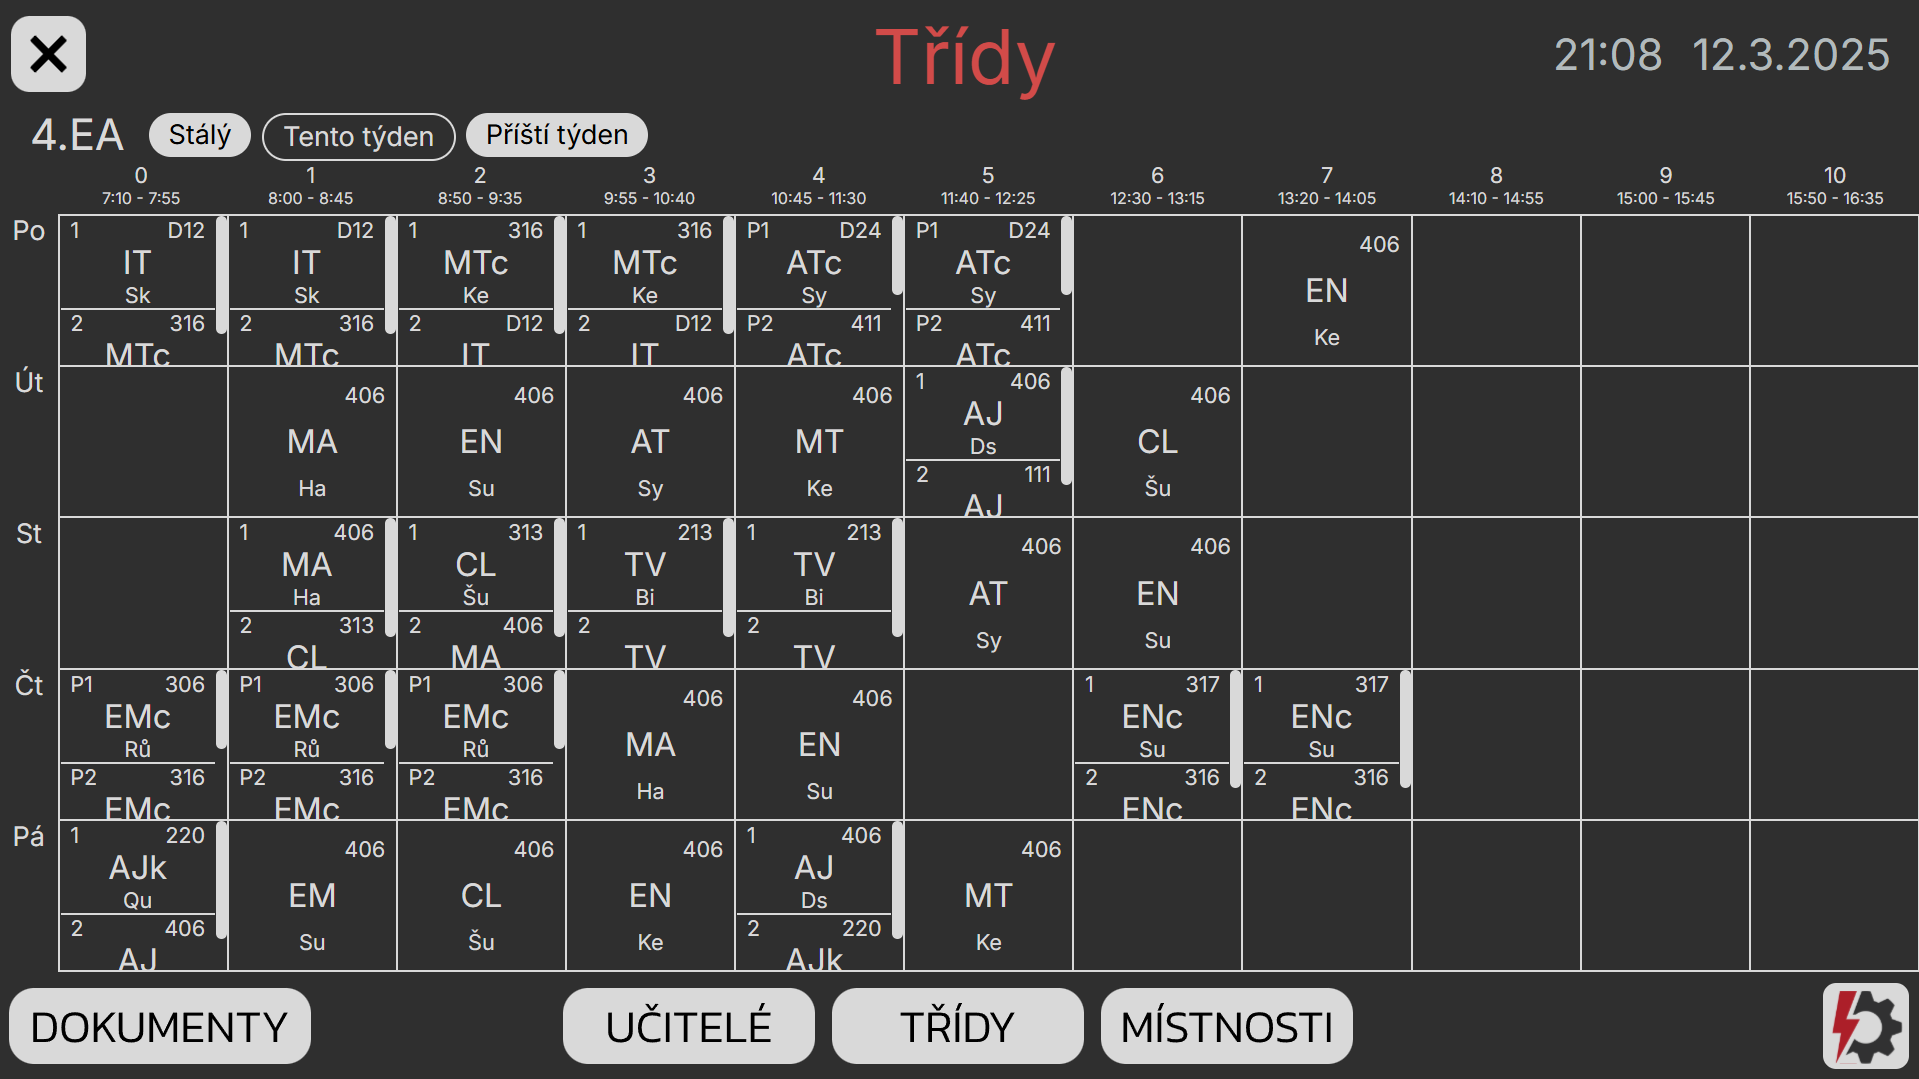 Třídy
21:08 12.3.2025
4.EA Stálý Tento týden Příští týden
0 1 2 3 4 5 6 7 8 9 10
7:10 - 7:55 8:00 - 8:45 8:50 - 9:35 9:55 - 10:40 10:45 - 11:30 11:40 - 12:25 12:30 - 13:15 13:20 - 14:05 14:10 - 14:55 15:00 - 15:45 15:50 - 16:35
Po
1 D12 1 D12 1 316 1 316 P1 D24 P1 D24 406
IT IT MTc MTc ATc ATc EN
Sk Sk Ke Ke Sy Sy Ke
2 316 2 316 2 D12 2 D12 P2 411 P2 411
MTc MTc IT IT ATc ATc
Út
406 406 406 406 1 406 406
MA EN AT MT AJ CL
Ha Su Sy Ke Ds Šu
2 111
AJ
St
1 406 1 313 1 213 1 213 406 406
MA CL TV TV AT EN
Ha Šu Bi Bi Sy Su
2 313 2 406 2 2
CL MA TV TV
Čt
P1 306 P1 306 P1 306 406 406 1 317 1 317
EMc EMc EMc MA EN ENc ENc
Rů Rů Rů Ha Su Su Su
P2 316 P2 316 P2 316 2 316 2 316
EMc EMc EMc ENc ENc
Pá
1 220 406 406 406 1 406 406
AJk EM CL EN AJ MT
Qu Su Šu Ke Ds Ke
2 406 2 220
AJ AJk
DOKUMENTY UČITELÉ TŘÍDY MÍSTNOSTI